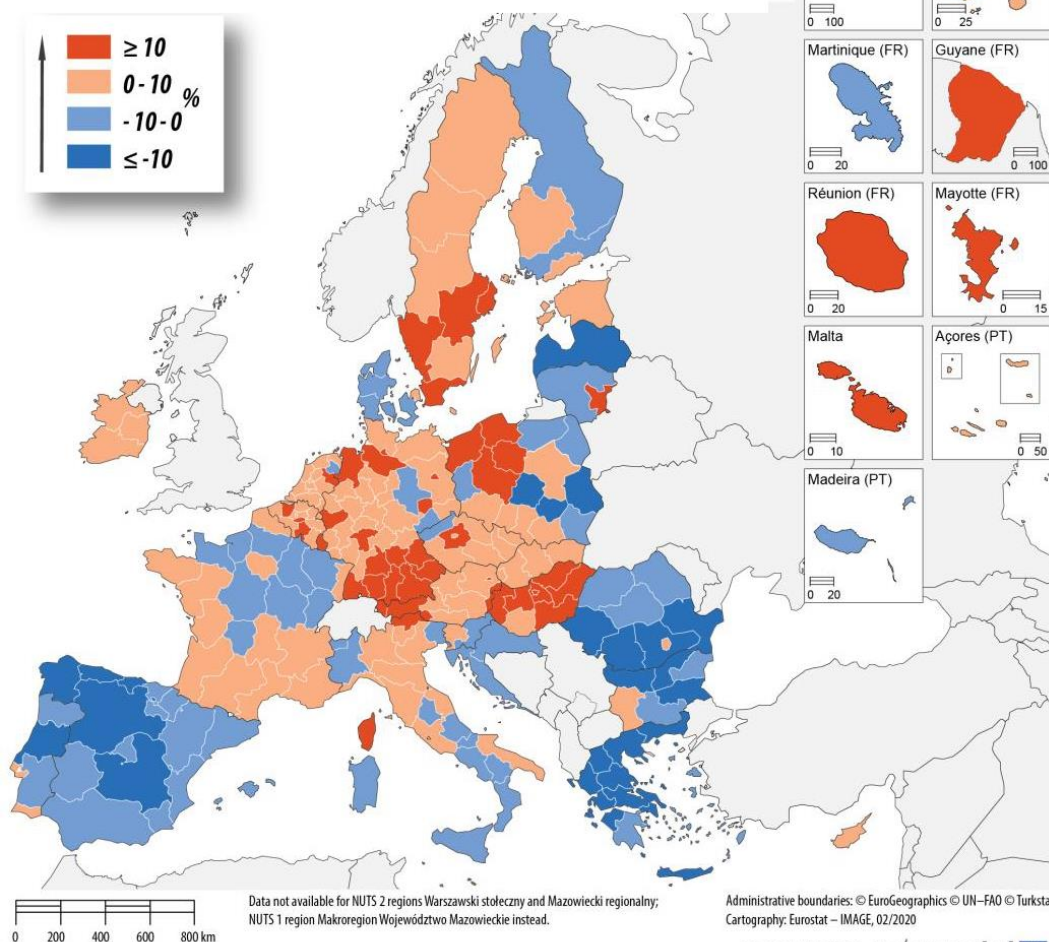 ≥ 10
0 - 10
%
- 10 - 0
≤ -10
0 100
0 25
Martinique (FR)
0 20
Guyane (FR)
0 100
Réunion (FR)
0 20
Mayotte (FR)
0 15
Malta
0 10
Açores (PT)
0 50
Madeira (PT)
0 20
0 200 400 600 800 km
Data not available for NUTS 2 regions Warszawski stołeczny and Mazowiecki regionalny;
NUTS 1 region Makroregion Województwo Mazowieckie instead.
Administrative boundaries: © EuroGeographics © UN–FAO © Turksta
Cartography: Eurostat – IMAGE, 02/2020